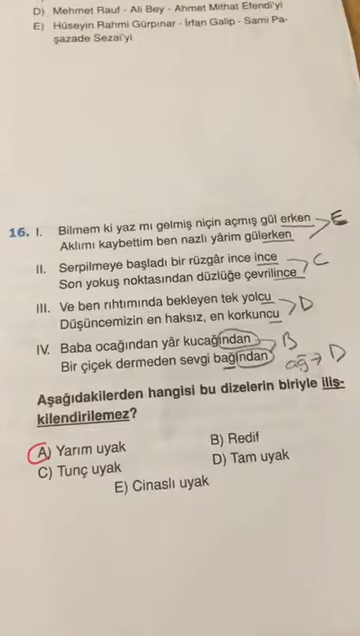 D) Mehmet Rauf - Ali Bey - Ahmet Mithat Efendi'yi
E) Hüseyin Rahmi Gürpınar - İrfan Galip - Sami Pa-
şazade Sezai'yi
16. I. Bilmem ki yaz mı gelmiş niçin açmış gül erken E
Aklımı kaybettim ben nazlı yârim gülerken
II. Serpilmeye başladı bir rüzgâr ince ince C
Son yokuş noktasından düzlüğe çevrilince
III. Ve ben rıhtımında bekleyen tek yolcu D
Düşüncemizin en haksız, en korkuncu
IV. Baba ocağından yâr kucağından B
Bir çiçek dermeden sevgi bağından ağ→ D
Aşağıdakilerden hangisi bu dizelerin biriyle iliş-
kilendirilemez?
A) Yarım uyak B) Redif
C) Tunç uyak D) Tam uyak
E) Cinaslı uyak